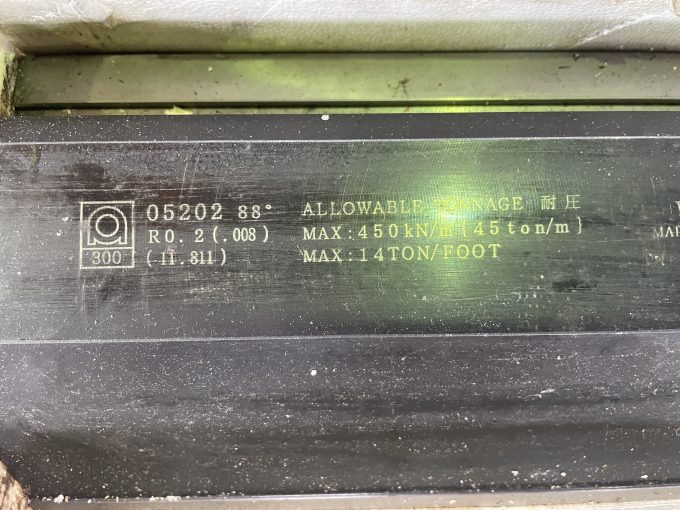 05202 88° ALLOWABLE TONNAGE 耐圧
R0.2(.008) MAX:450kN/m(45ton/m)
300 (11.811) MAX:14TON/FOOT